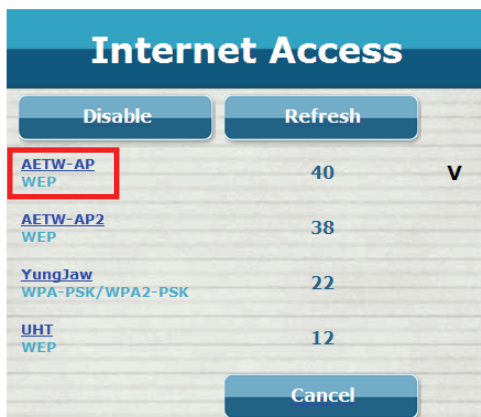 Internet Access
Disable Refresh
AETW-AP 40 V
WEP
AETW-AP2 38
WEP
YungJaw 22
WPA-PSK/WPA2-PSK
UHT 12
WEP
Cancel